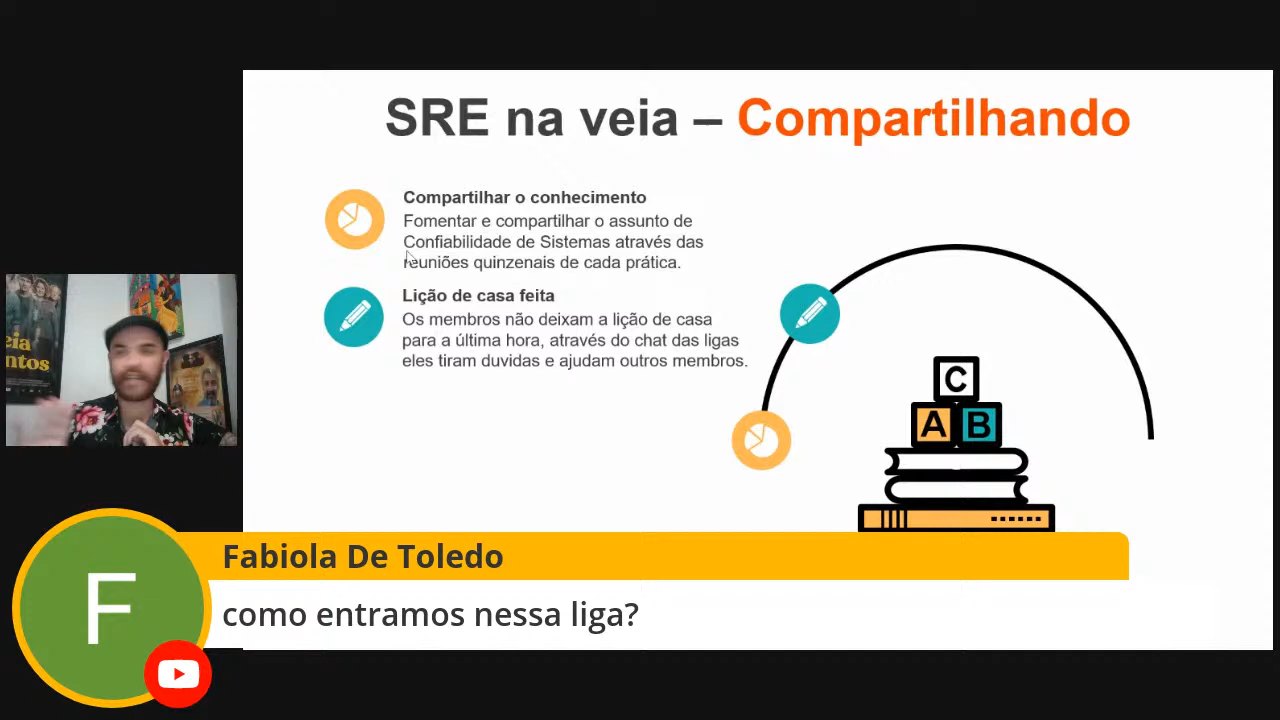 SRE na veia – Compartilhando
Compartilhar o conhecimento
Fomentar e compartilhar o assunto de
Confiabilidade de Sistemas através das
reuniões quinzenais de cada prática.
Lição de casa feita
Os membros não deixam a lição de casa
para a última hora, através do chat das ligas
eles tiram duvidas e ajudam outros membros.
C
A B
eia
ntos
F
Fabiola De Toledo
como entramos nessa liga?